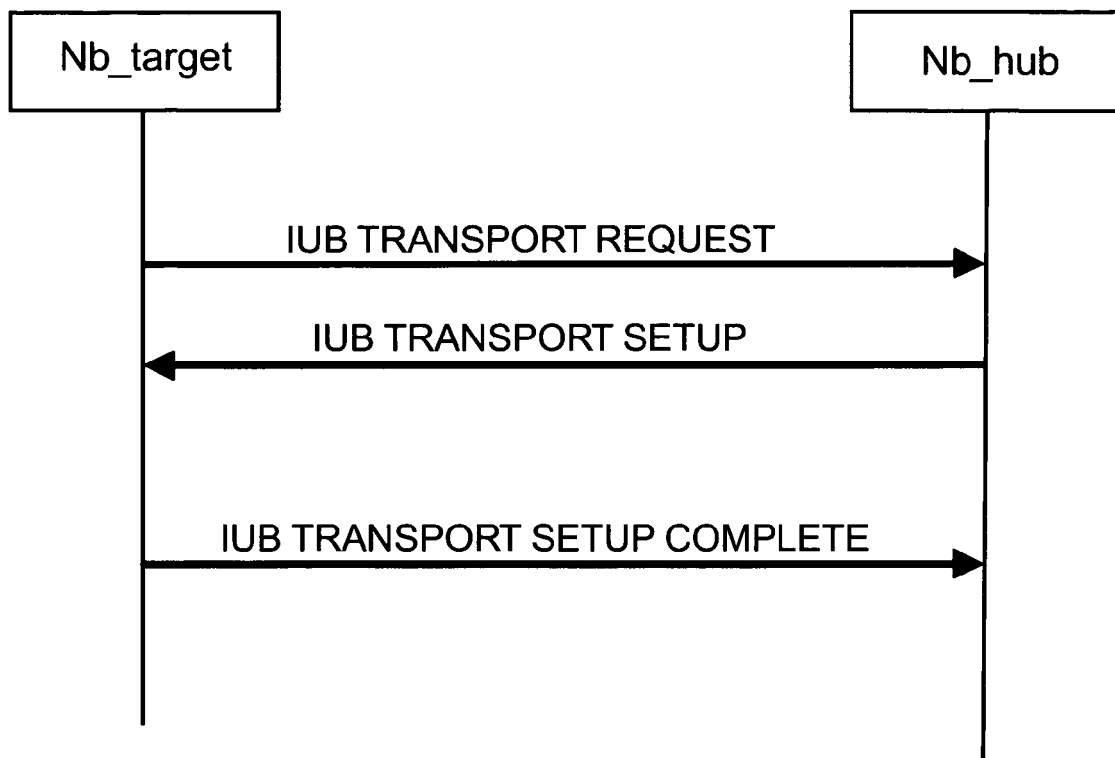 Nb_target
Nb_hub
IUB TRANSPORT REQUEST
IUB TRANSPORT SETUP
IUB TRANSPORT SETUP COMPLETE